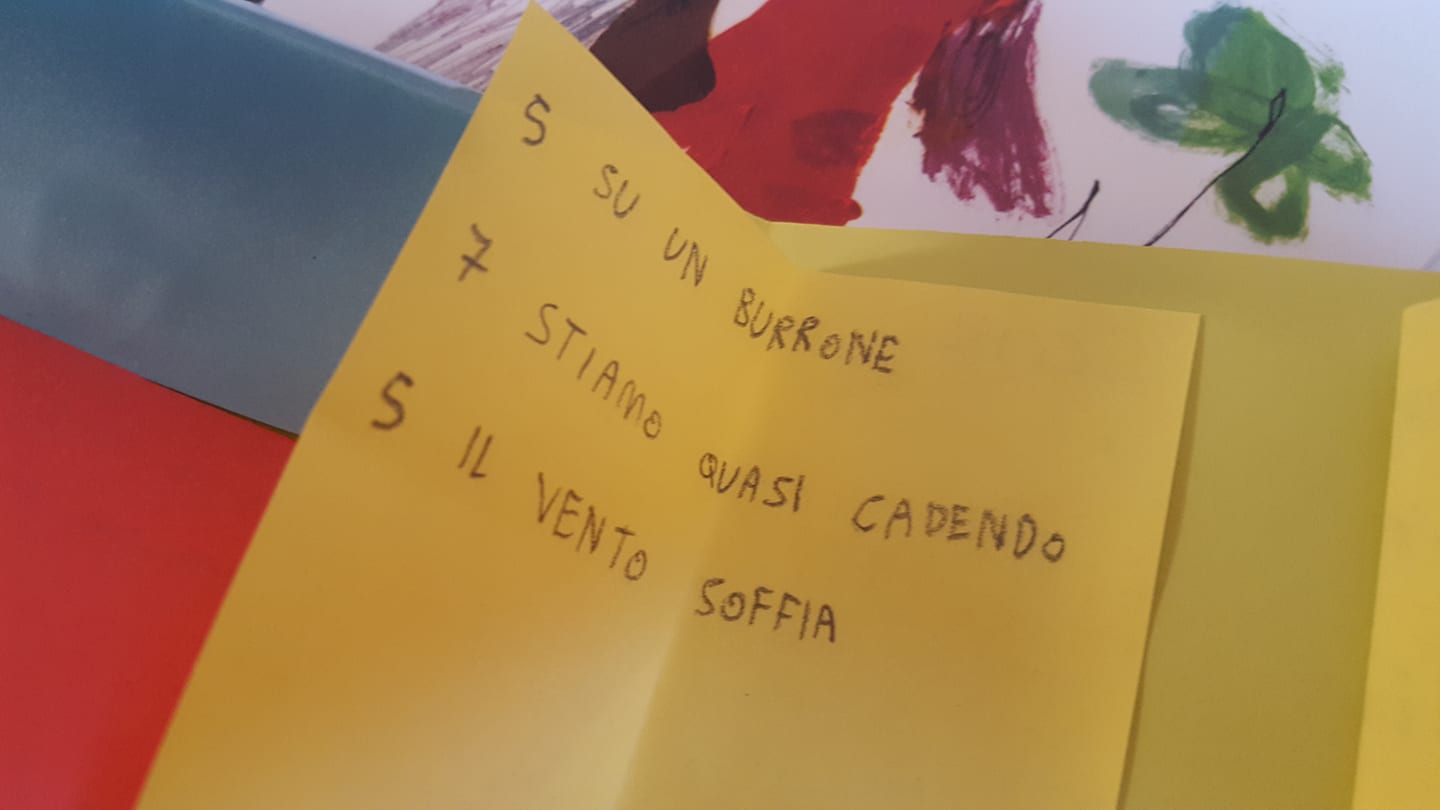 5 SU UN BURRONE
7 STIAMO QUASI CADENDO
5 IL VENTO SOFFIA